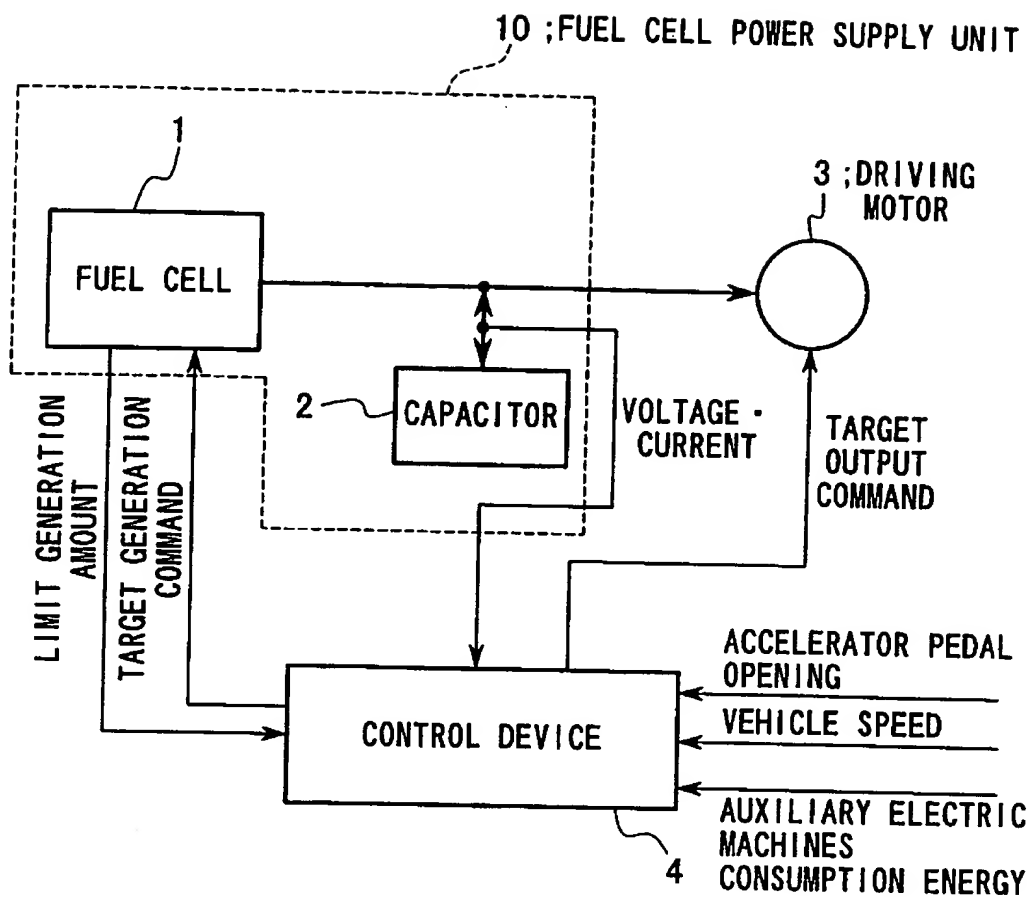 10 ;FUEL CELL POWER SUPPLY UNIT
1
3 ;DRIVING
MOTOR
FUEL CELL
2
CAPACITOR
VOLTAGE・
CURRENT
TARGET
OUTPUT
COMMAND
LIMIT GENERATION
AMOUNT
TARGET GENERATION
COMMAND
CONTROL DEVICE
ACCELERATOR PEDAL
OPENING
VEHICLE SPEED
AUXILIARY ELECTRIC
MACHINES
CONSUMPTION ENERGY
4